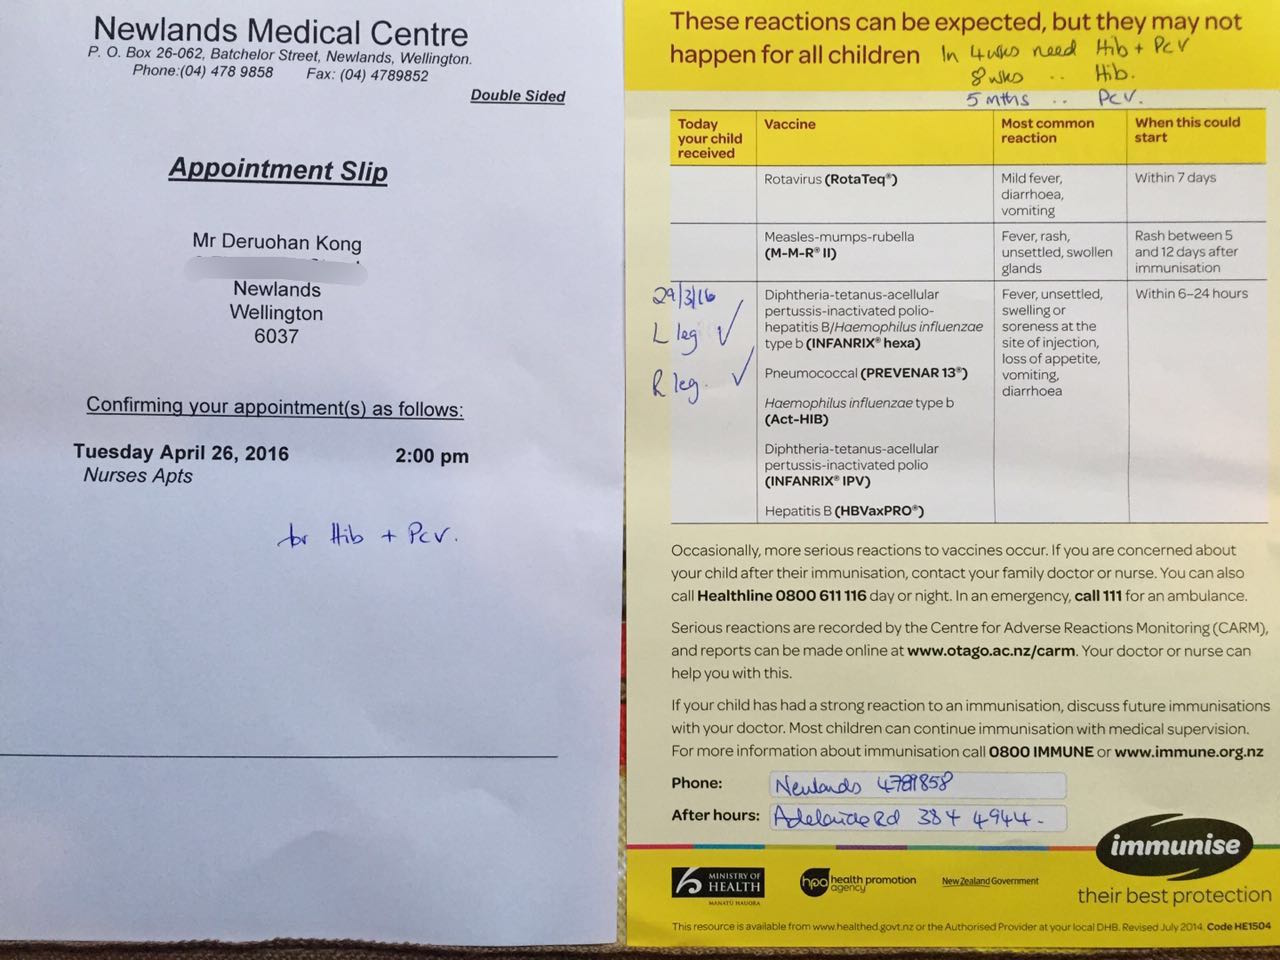 Newlands Medical Centre
P. O. Box 26-062, Batchelor Street, Newlands, Wellington.
Phone:(04) 478 9858 Fax: (04) 4789852
Double Sided
Appointment Slip
Mr Deruohan Kong
Newlands
Wellington
6037
Confirming your appointment(s) as follows:
Tuesday April 26, 2016 2:00 pm
Nurses Apts
for Hib + Pcv.
These reactions can be expected, but they may not
happen for all children
In 4wks need Hib + Pcv
8wks .. Hib.
5 mths .. Pcv.
Today
your child
received
Vaccine
Most common
reaction
When this could
start
Rotavirus (RotaTeq®)
Mild fever,
diarrhoea,
vomiting
Within 7 days
Measles-mumps-rubella
(M-M-R® II)
Fever, rash,
unsettled, swollen
glands
Rash between 5
and 12 days after
immunisation
29/3/16
L leg ✓
R leg. ✓
Diphtheria-tetanus-acellular
pertussis-inactivated polio-
hepatitis B/Haemophilus influenzae
type b (INFANRIX® hexa)
Pneumococcal (PREVENAR 13®)
Haemophilus influenzae type b
(Act-HIB)
Diphtheria-tetanus-acellular
pertussis-inactivated polio
(INFANRIX® IPV)
Hepatitis B (HBVaxPRO®)
Fever, unsettled,
swelling or
soreness at the
site of injection,
loss of appetite,
vomiting,
diarrhoea
Within 6–24 hours
Occasionally, more serious reactions to vaccines occur. If you are concerned about
your child after their immunisation, contact your family doctor or nurse. You can also
call Healthline 0800 611 116 day or night. In an emergency, call 111 for an ambulance.
Serious reactions are recorded by the Centre for Adverse Reactions Monitoring (CARM),
and reports can be made online at www.otago.ac.nz/carm. Your doctor or nurse can
help you with this.
If your child has had a strong reaction to an immunisation, discuss future immunisations
with your doctor. Most children can continue immunisation with medical supervision.
For more information about immunisation call 0800 IMMUNE or www.immune.org.nz
Phone: Newlands 4789858
After hours: Adelaide Rd 384 4944.
immunise
their best protection
MINISTRY OF
HEALTH
MANATŪ HAUORA
hpa health promotion
agency
New Zealand Government
This resource is available from www.healthed.govt.nz or the Authorised Provider at your local DHB. Revised July 2014. Code HE1504